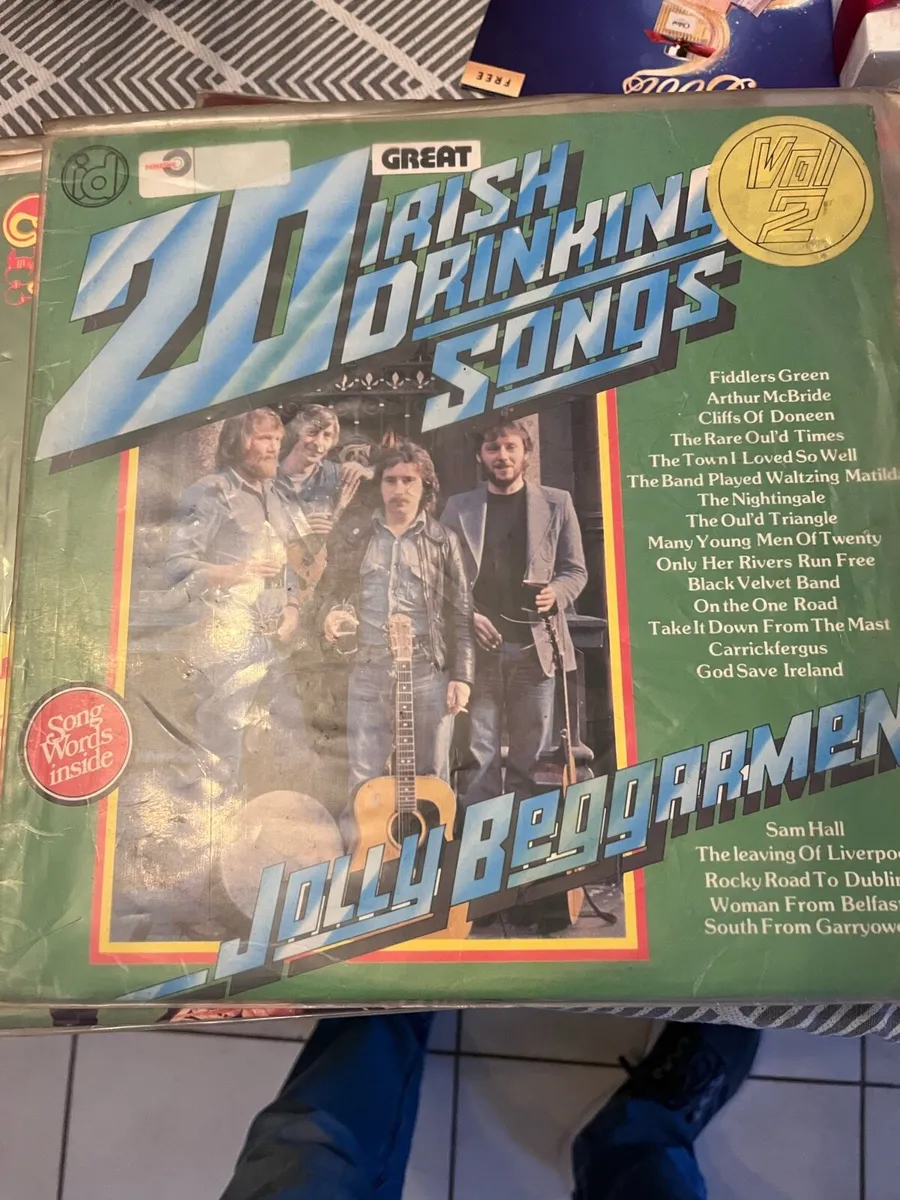 FREE
id
GREAT
20 IRISH
DRINKING
SONGS
Vol
2
Fiddlers Green
Arthur McBride
Cliffs Of Doneen
The Rare Oul'd Times
The Town I Loved So Well
The Band Played Waltzing Matilda
The Nightingale
The Oul'd Triangle
Many Young Men Of Twenty
Only Her Rivers Run Free
Black Velvet Band
On the One Road
Take It Down From The Mast
Carrickfergus
God Save Ireland
Song
Words
inside
JOLLY BEGGARMEN
Sam Hall
The leaving Of Liverpoo
Rocky Road To Dublin
Woman From Belfas
South From Garryowe